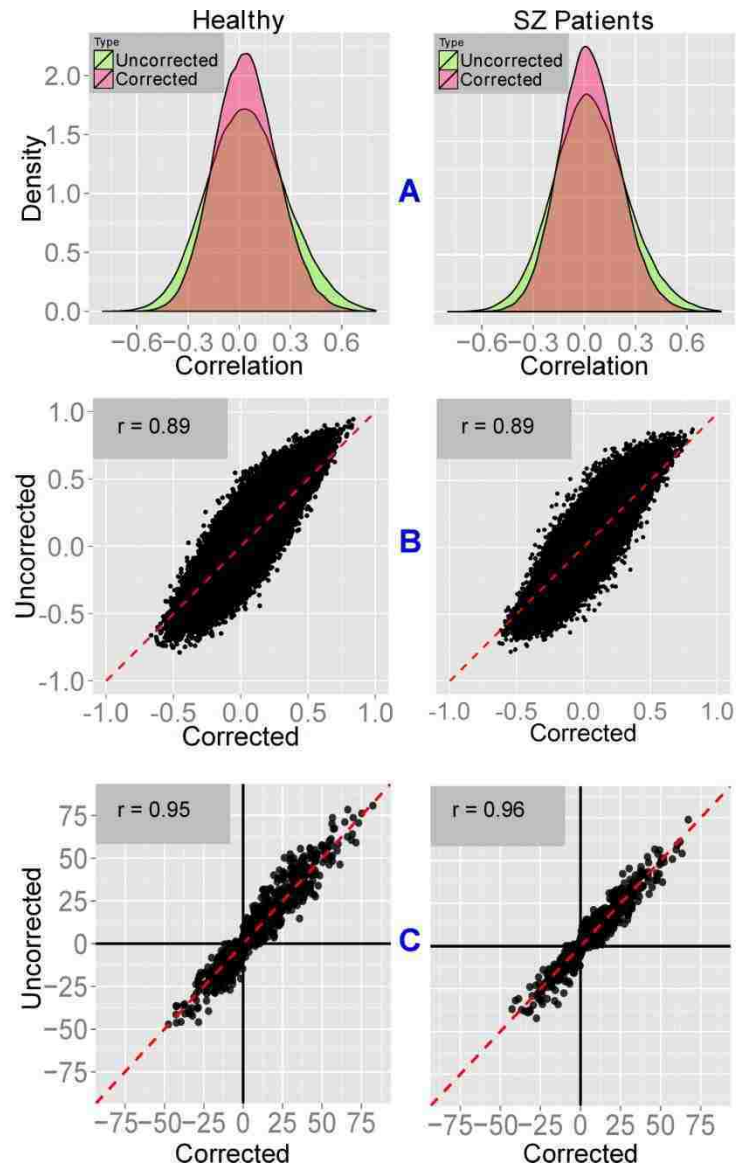 Healthy
SZ Patients
Type
Uncorrected
Corrected
Type
Uncorrected
Corrected
Density
2.0
1.5
1.0
0.5
0.0
A
−0.6 −0.3 0.0 0.3 0.6
Correlation
−0.6 −0.3 0.0 0.3 0.6
Correlation
r = 0.89
r = 0.89
Uncorrected
1.0
0.5
0.0
-0.5
-1.0
B
-1.0 -0.5 0.0 0.5 1.0
Corrected
-1.0 -0.5 0.0 0.5 1.0
Corrected
r = 0.95
r = 0.96
Uncorrected
75
50
25
0
−25
−50
−75
C
−75 −50 −25 0 25 50 75
Corrected
−75 −50 −25 0 25 50 75
Corrected